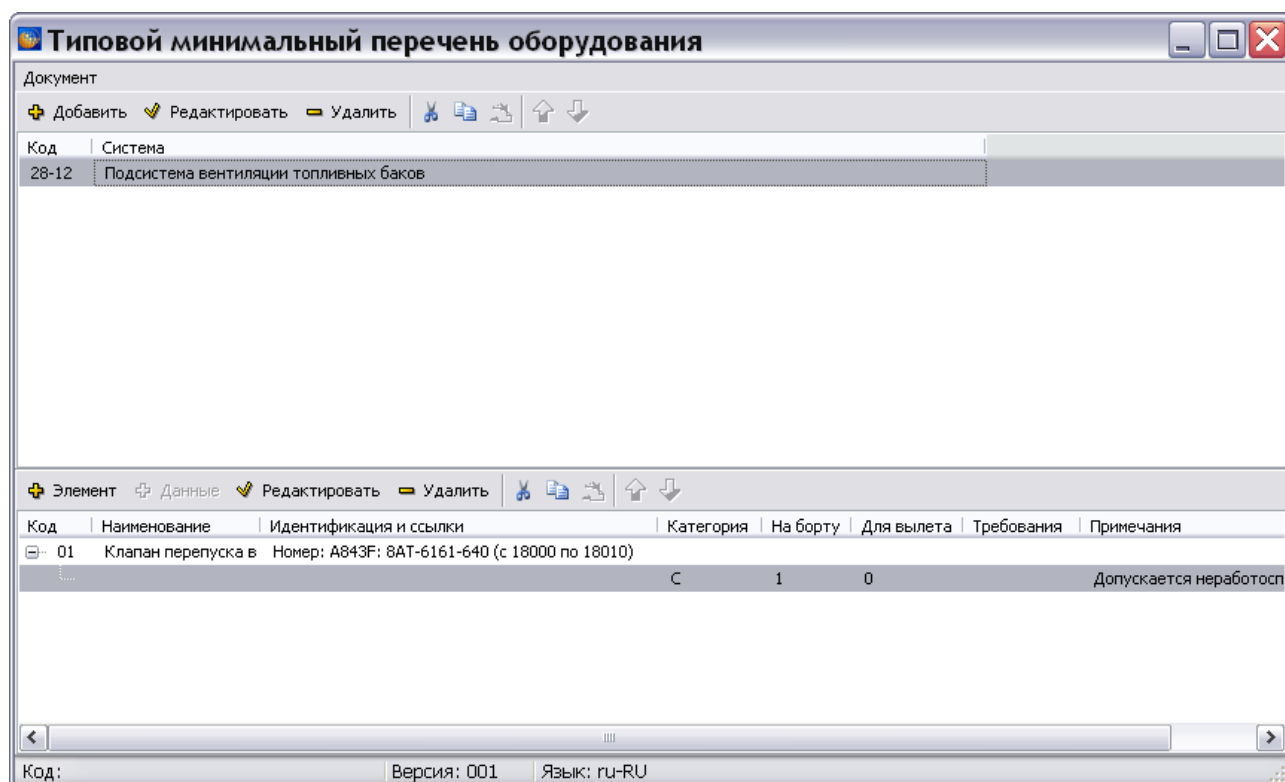 Типовой минимальный перечень оборудования
Документ
Добавить Редактировать Удалить
Код Система
28-12 Подсистема вентиляции топливных баков
Элемент Данные Редактировать Удалить
Код Наименование Идентификация и ссылки Категория На борту Для вылета Требования Примечания
01 Клапан перепуска в Номер: A843F: 8AT-6161-640 (с 18000 по 18010)
C 1 0 Допускается неработосп
Код: Версия: 001 Язык: ru-RU